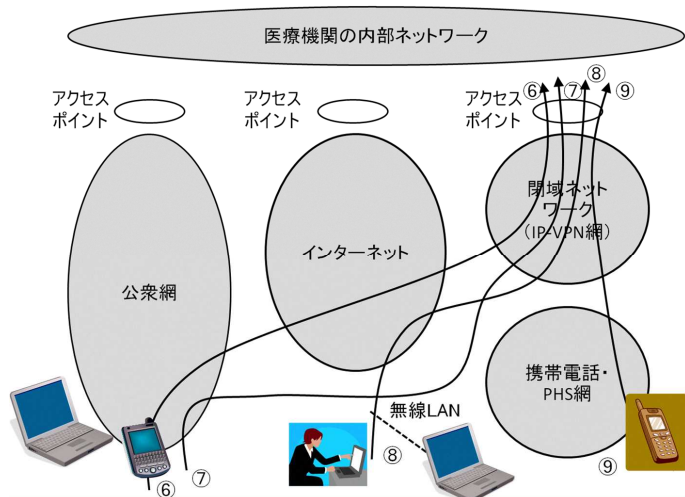 医療機関の内部ネットワーク
アクセス
ポイント
アクセス
ポイント
アクセス
ポイント
⑥
⑦
⑧
⑨
閉域ネット
ワーク
（IP-VPN網）
インターネット
公衆網
携帯電話・
PHS網
無線LAN
⑥
⑦
⑧
⑨